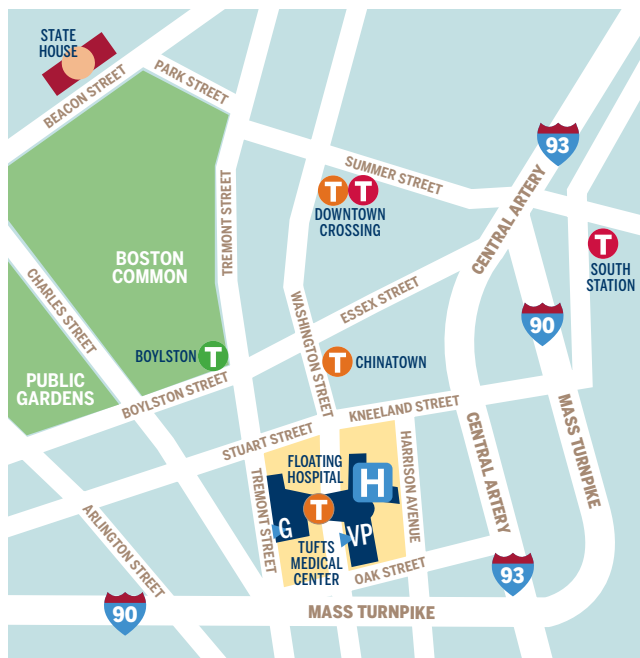 STATE
HOUSE
BEACON STREET
PARK STREET
93
SUMMER STREET
T T
DOWNTOWN
CROSSING
CENTRAL ARTERY
TREMONT STREET
T
SOUTH
STATION
BOSTON
COMMON
CHARLES STREET
ESSEX STREET
WASHINGTON STREET
90
BOYLSTON T
T CHINATOWN
PUBLIC
GARDENS
BOYLSTON STREET
KNEELAND STREET
MASS TURNPIKE
STUART STREET
HARRISON AVENUE
CENTRAL ARTERY
FLOATING
HOSPITAL
H
TREMONT STREET
T
G
VP
TUFTS
MEDICAL
CENTER
ARLINGTON STREET
OAK STREET
93
90
MASS TURNPIKE